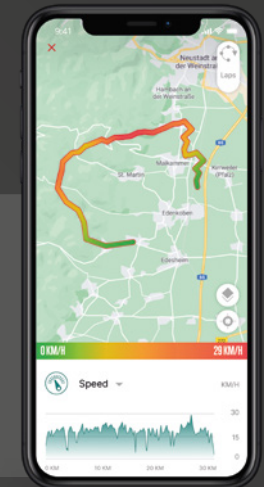 9:41
Neustadt an
der Weinstraße
Laps
Hambach an
der Weinstraße
Maikammer
Kirrweiler
(Pfalz)
St. Martin
Edenkoben
Edesheim
0 KM/H
29 KM/H
Speed
KM/H
30
15
0
0 KM
10 KM
20 KM
30 KM